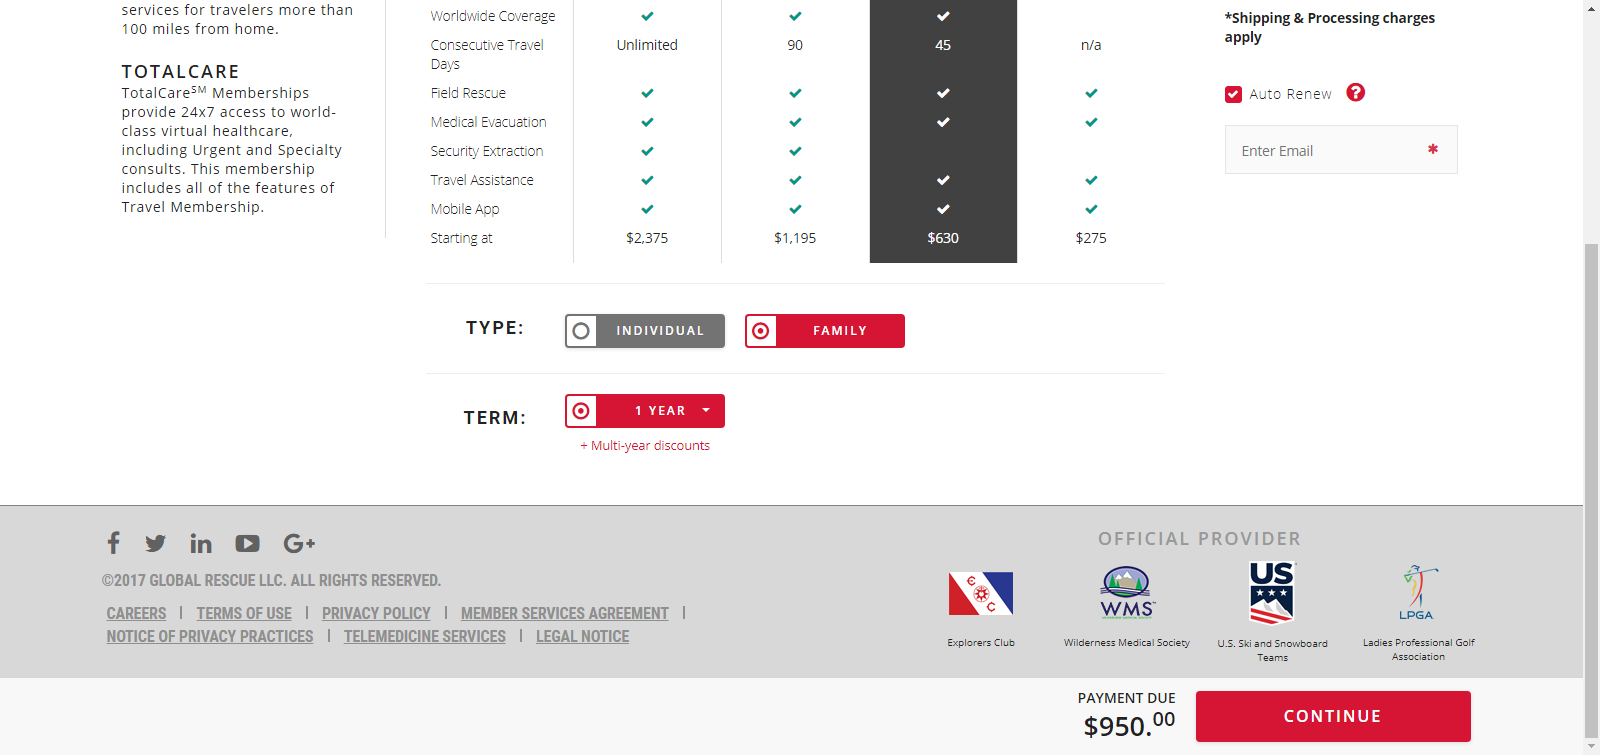 services for travelers more than
100 miles from home.
TOTALCARE
TotalCareSM Memberships
provide 24x7 access to world-
class virtual healthcare,
including Urgent and Specialty
consults. This membership
includes all of the features of
Travel Membership.
Worldwide Coverage
Consecutive Travel Unlimited 90 45 n/a
Days
Field Rescue
Medical Evacuation
Security Extraction
Travel Assistance
Mobile App
Starting at $2,375 $1,195 $630 $275
*Shipping & Processing charges
apply
Auto Renew ?
Enter Email *
TYPE: INDIVIDUAL FAMILY
TERM: 1 YEAR
+ Multi-year discounts
©2017 GLOBAL RESCUE LLC. ALL RIGHTS RESERVED.
CAREERS | TERMS OF USE | PRIVACY POLICY | MEMBER SERVICES AGREEMENT |
NOTICE OF PRIVACY PRACTICES | TELEMEDICINE SERVICES | LEGAL NOTICE
OFFICIAL PROVIDER
WMS
US
LPGA
Explorers Club
Wilderness Medical Society
U.S. Ski and Snowboard
Teams
Ladies Professional Golf
Association
PAYMENT DUE
$950.00
CONTINUE